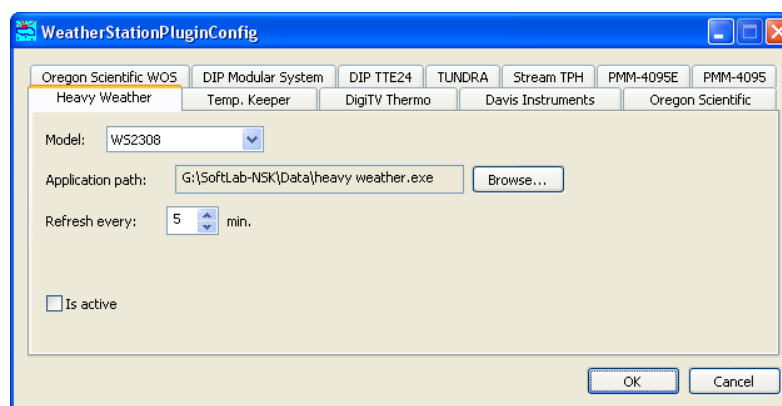 WeatherStationPluginConfig
Oregon Scientific WOS DIP Modular System DIP TTE24 TUNDRA Stream TPH PMM-4095E PMM-4095
Heavy Weather Temp. Keeper DigiTV Thermo Davis Instruments Oregon Scientific
Model: WS2308
Application path: G:\SoftLab-NSK\Data\heavy weather.exe Browse...
Refresh every: 5 min.
Is active
OK Cancel